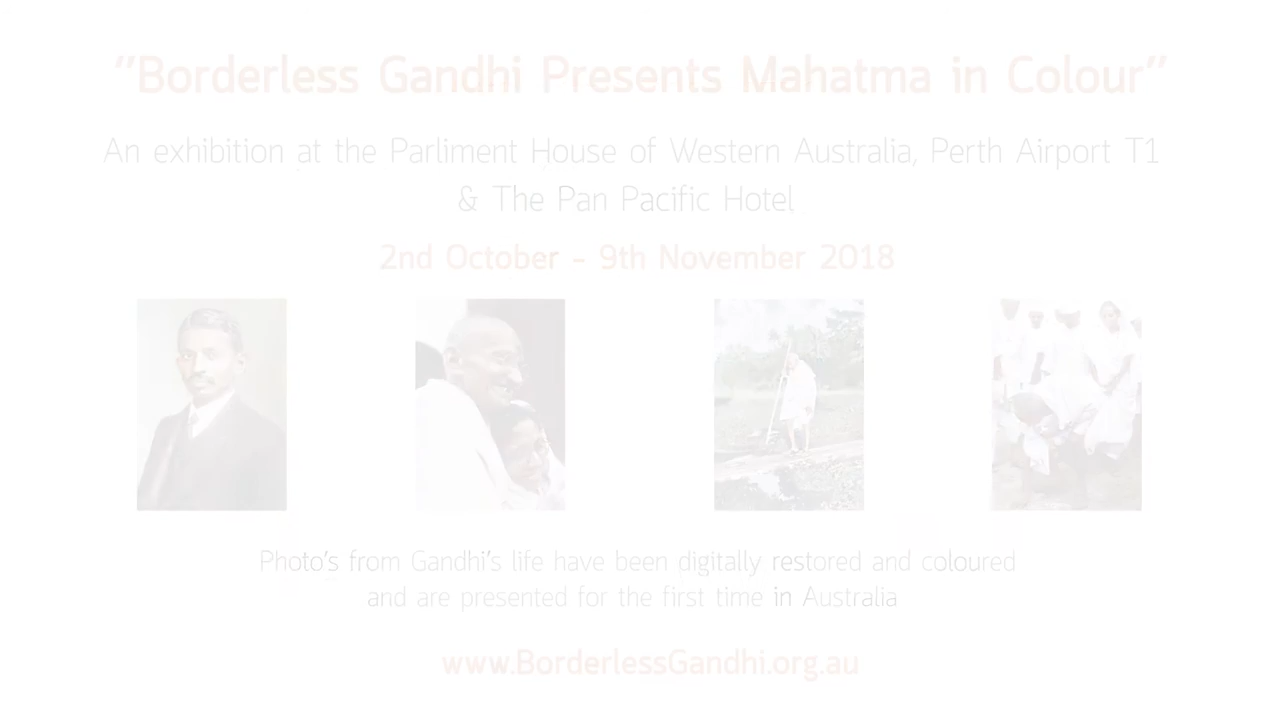 "Borderless Gandhi Presents Mahatma in Colour"
An exhibition at the Parliment House of Western Australia, Perth Airport T1
& The Pan Pacific Hotel
2nd October - 9th November 2018
Photo's from Gandhi's life have been digitally restored and coloured
and are presented for the first time in Australia
www.BorderlessGandhi.org.au